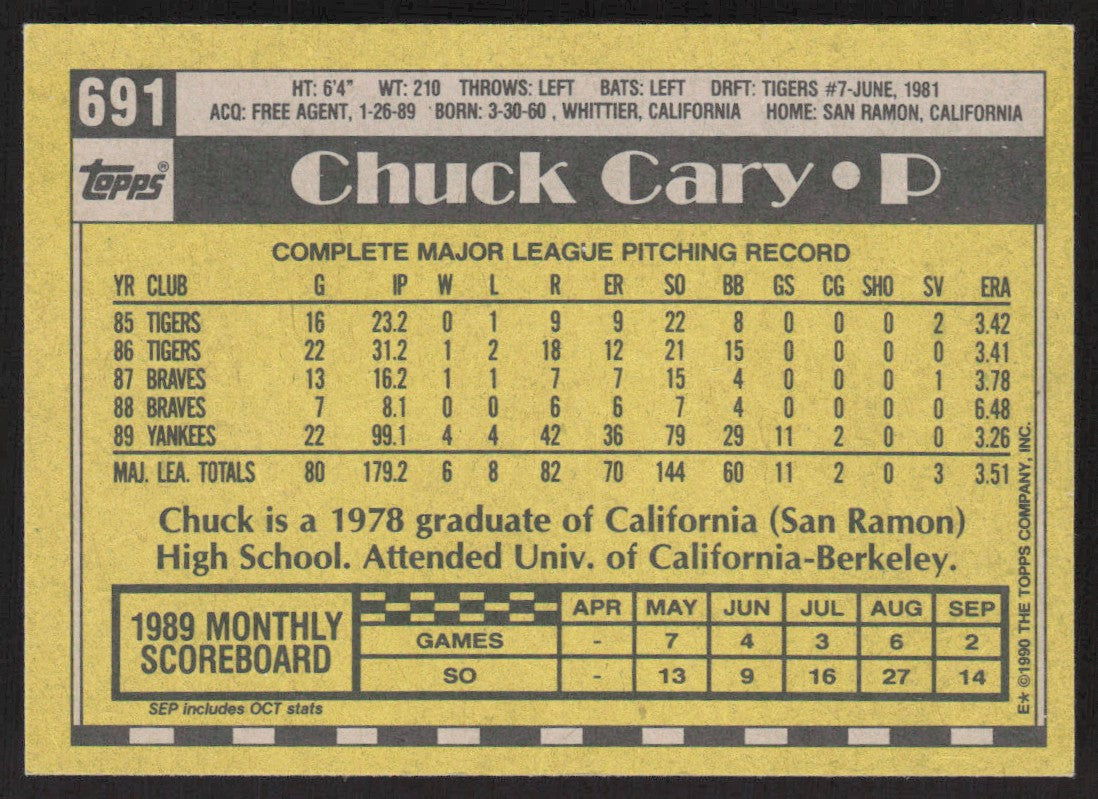 691
HT: 6'4" WT: 210 THROWS: LEFT BATS: LEFT DRFT: TIGERS #7-JUNE, 1981
ACQ: FREE AGENT, 1-26-89 BORN: 3-30-60 , WHITTIER, CALIFORNIA HOME: SAN RAMON, CALIFORNIA
topps®
Chuck Cary • P
COMPLETE MAJOR LEAGUE PITCHING RECORD
YR CLUB G IP W L R ER SO BB GS CG SHO SV ERA
85 TIGERS 16 23.2 0 1 9 9 22 8 0 0 0 2 3.42
86 TIGERS 22 31.2 1 2 18 12 21 15 0 0 0 0 3.41
87 BRAVES 13 16.2 1 1 7 7 15 4 0 0 0 1 3.78
88 BRAVES 7 8.1 0 0 6 6 7 4 0 0 0 0 6.48
89 YANKEES 22 99.1 4 4 42 36 79 29 11 2 0 0 3.26
MAJ. LEA. TOTALS 80 179.2 6 8 82 70 144 60 11 2 0 3 3.51
Chuck is a 1978 graduate of California (San Ramon)
High School. Attended Univ. of California-Berkeley.
1989 MONTHLY
SCOREBOARD
APR MAY JUN JUL AUG SEP
GAMES - 7 4 3 6 2
SO - 13 9 16 27 14
SEP includes OCT stats
E* ©1990 THE TOPPS COMPANY, INC.